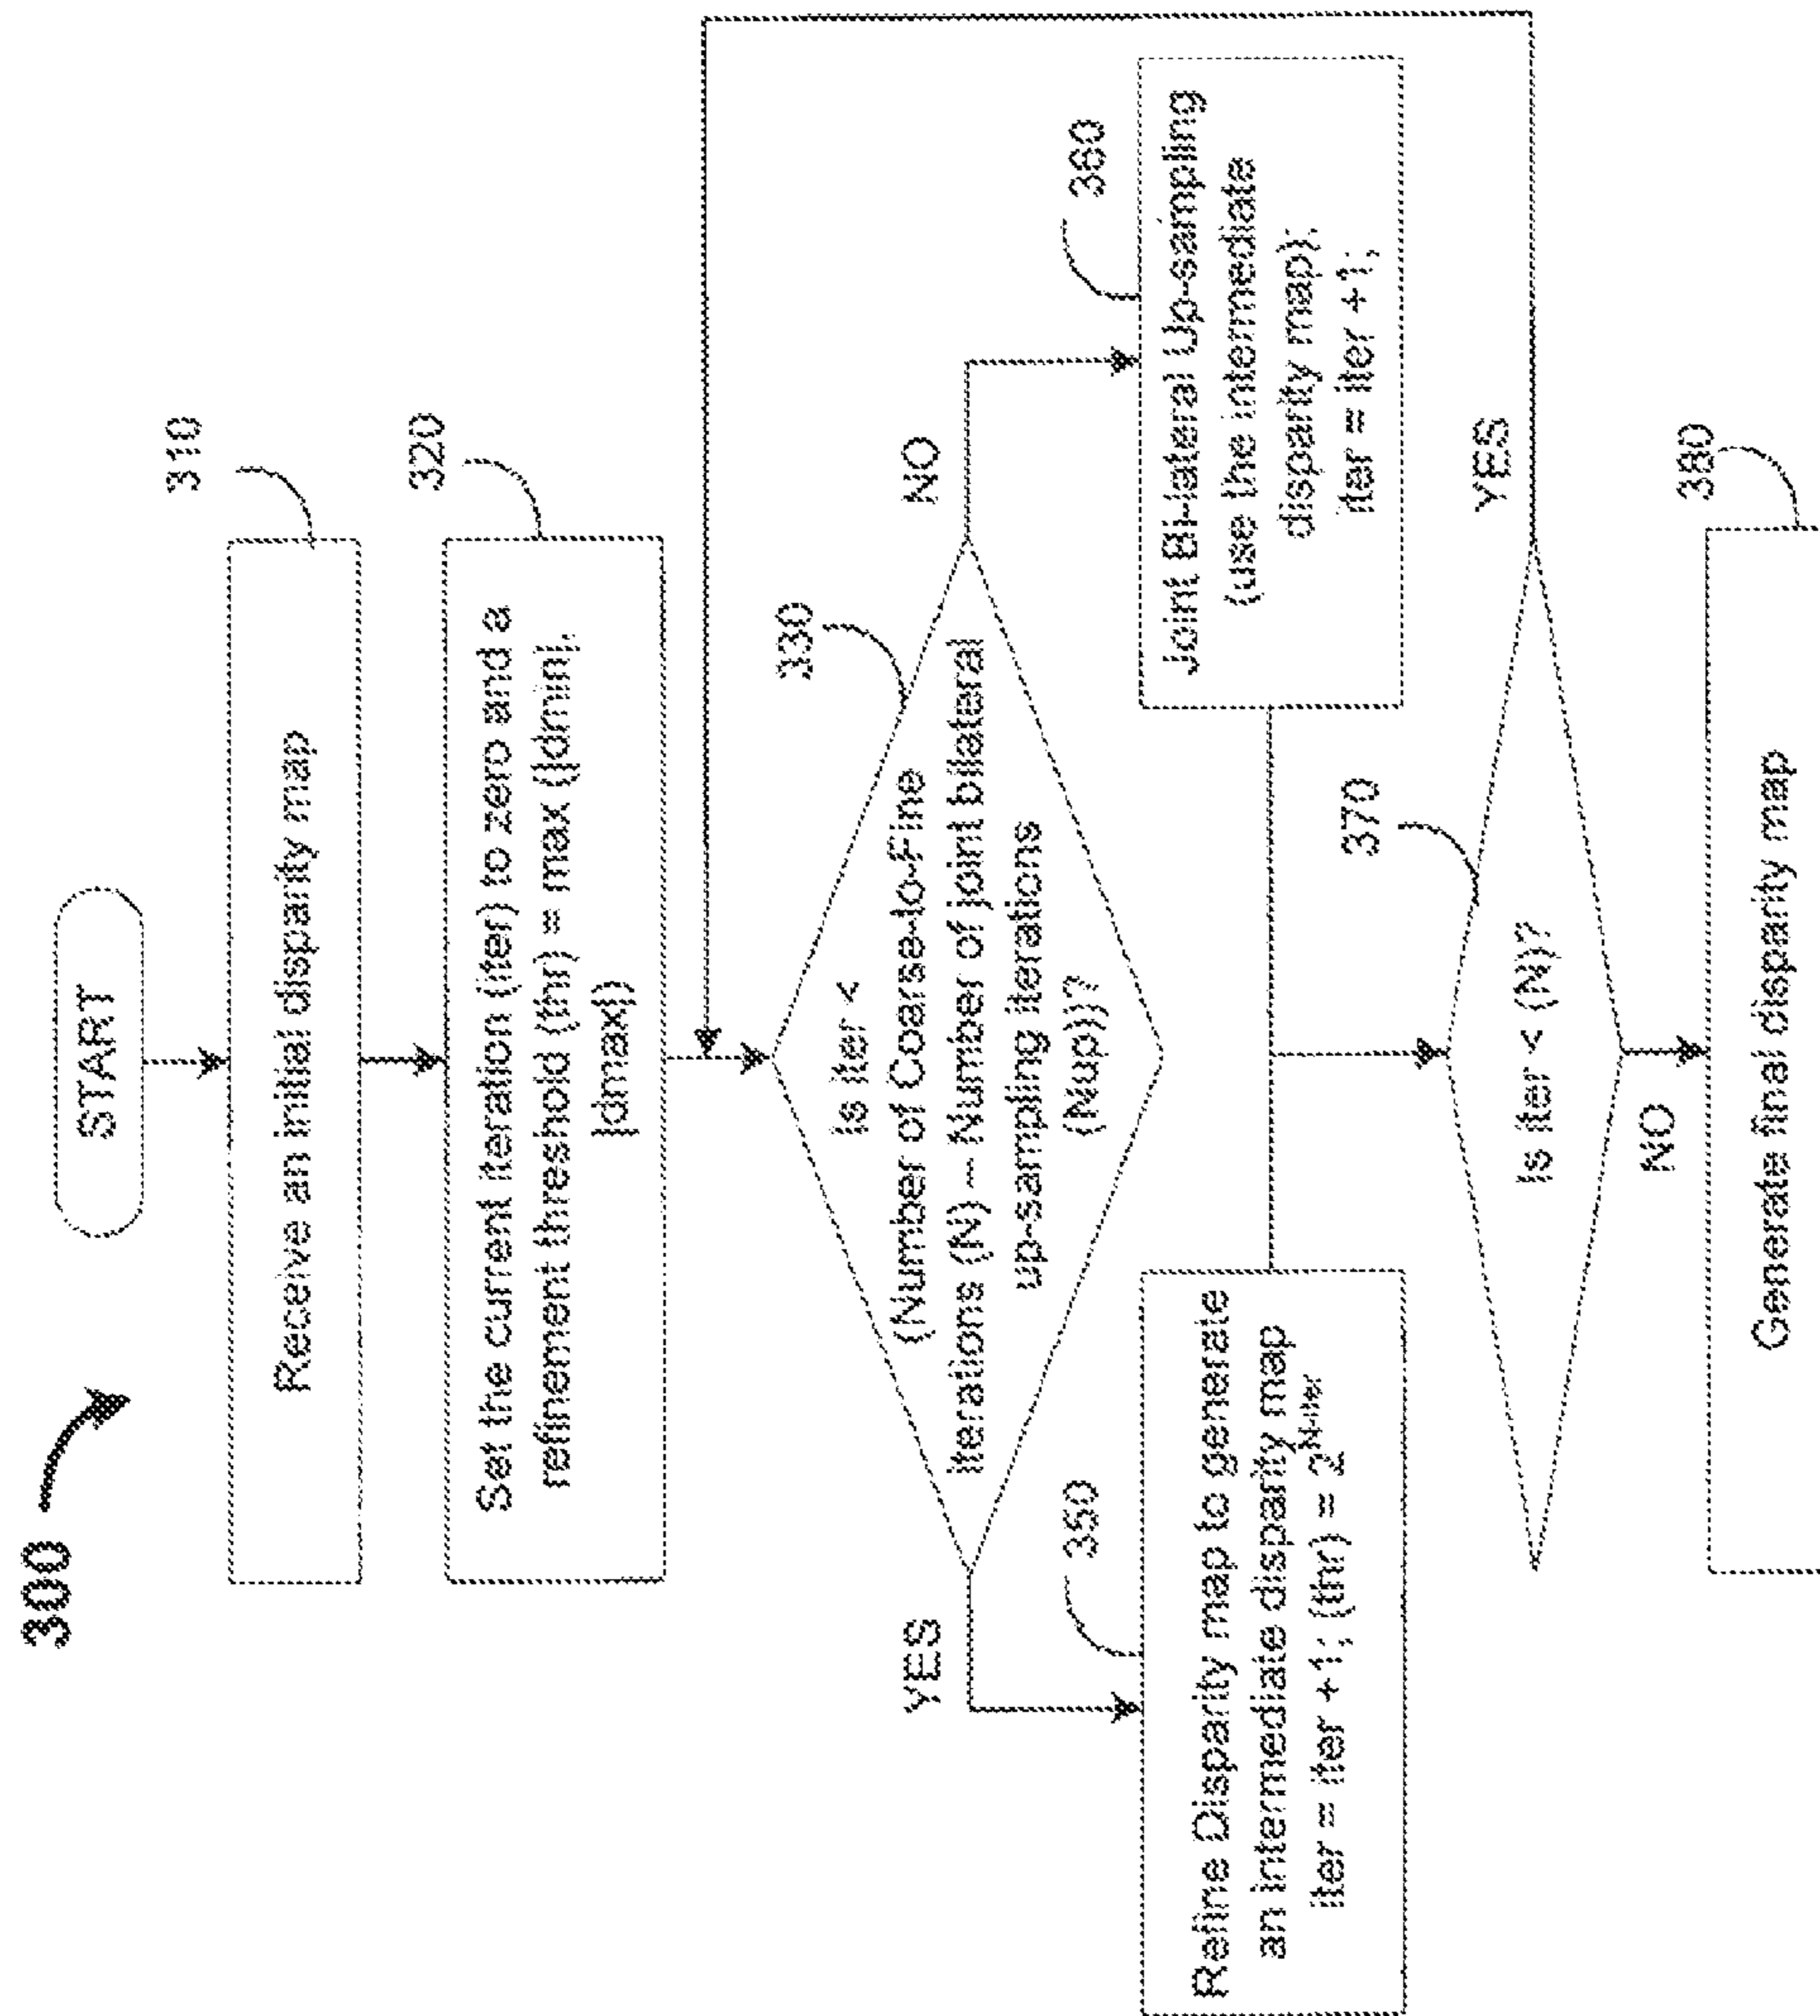 300
START
310
Receive an initial disparity map
320
Set the current iteration (iter) to zero and a
refinement threshold (thr) = max (|dmin|,
|dmax|)
330
Is iter <
(Number of Coarse-to-Fine
iterations (N) – Number of joint bilateral
up-sampling iterations
(Nup))?
YES
NO
350
Refine Disparity map to generate
an intermediate disparity map
iter = iter +1; (thr) = 2^N-iter
360
Joint Bi-lateral Up-sampling
(use the intermediate
disparity map);
iter = iter +1;
370
Is iter < (N)?
YES
NO
380
Generate final disparity map